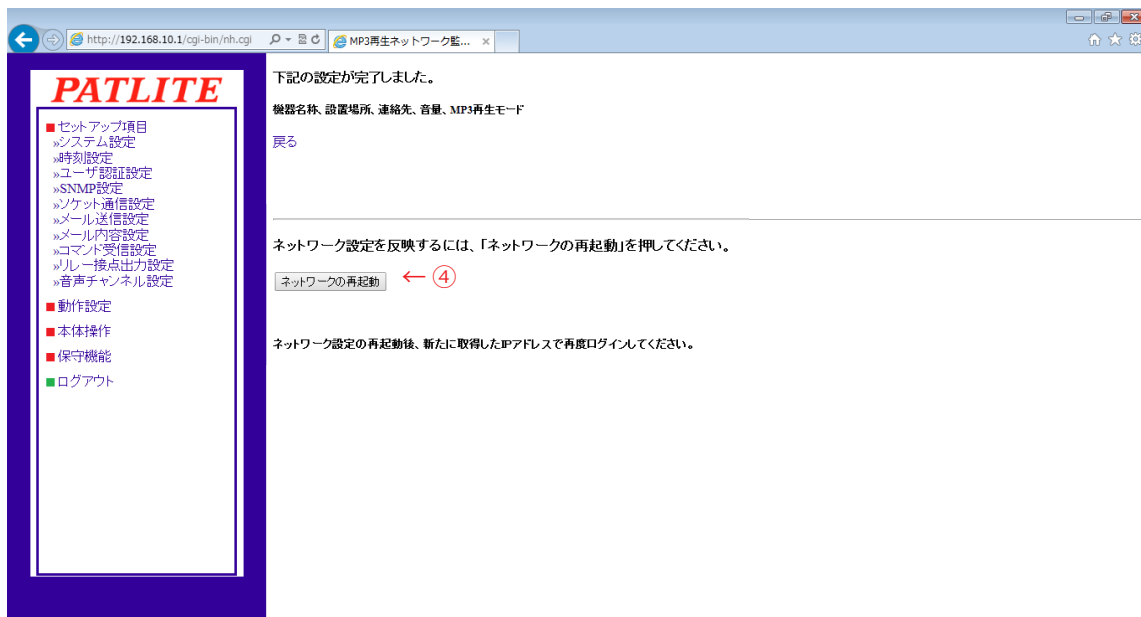 http://192.168.10.1/cgi-bin/nh.cgi
MP3再生ネットワーク監...
PATLITE
■セットアップ項目
»システム設定
»時刻設定
»ユーザ認証設定
»SNMP設定
»ソケット通信設定
»メール送信設定
»メール内容設定
»コマンド受信設定
»リレー接点出力設定
»音声チャンネル設定
■動作設定
■本体操作
■保守機能
■ログアウト
下記の設定が完了しました。
機器名称、設置場所、連絡先、音量、MP3再生モード
戻る
ネットワーク設定を反映するには、「ネットワークの再起動」を押してください。
ネットワークの再起動 ←④
ネットワーク設定の再起動後、新たに取得したIPアドレスで再度ログインしてください。